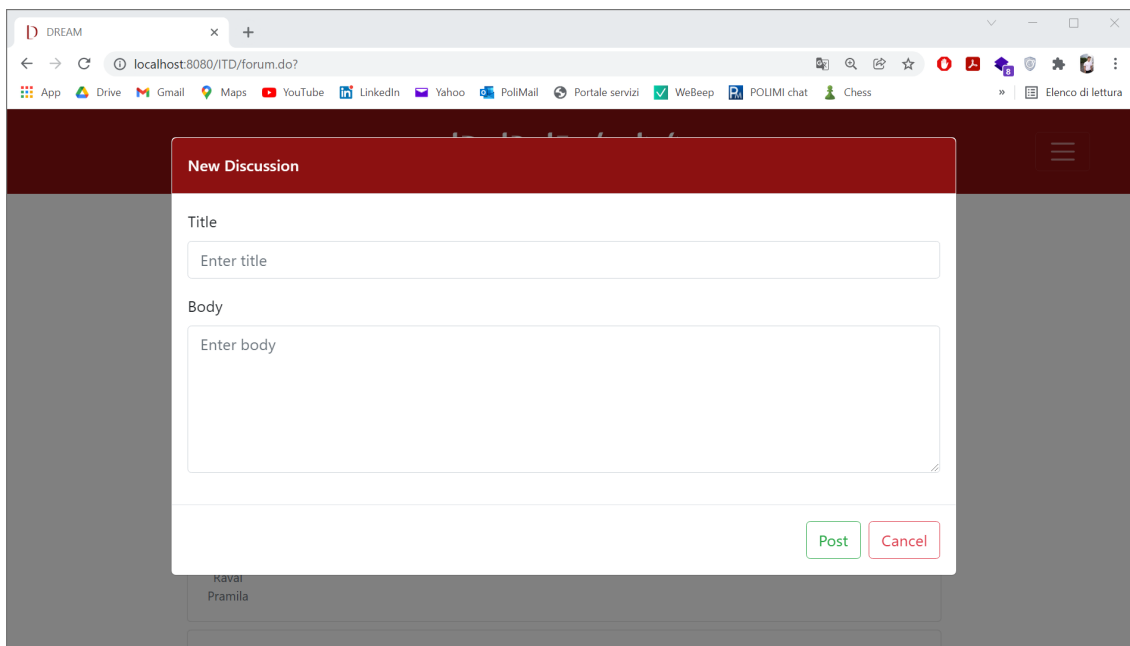 DREAM
localhost:8080/ITD/forum.do?
App Drive Gmail Maps YouTube LinkedIn Yahoo PoliMail Portale servizi WeBeep POLIMI chat Chess » Elenco di lettura
8
New Discussion
Title
Enter title
Body
Enter body
Post Cancel
Raval
Pramila